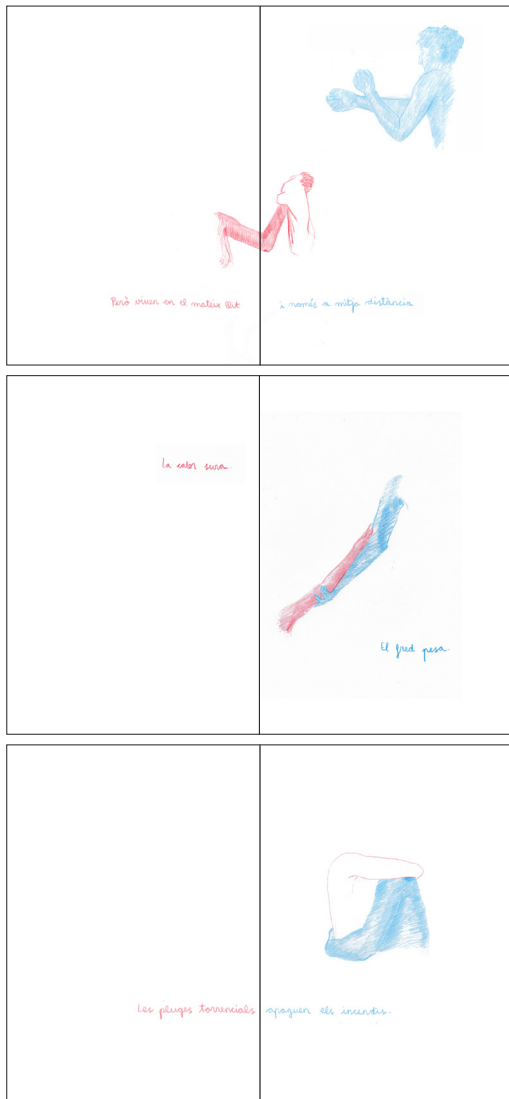 Però viuen en el mateix llit i només a mitja distància
La calor sura.
El fred pesa.
Les pluges torrencials apaguen els incendis.